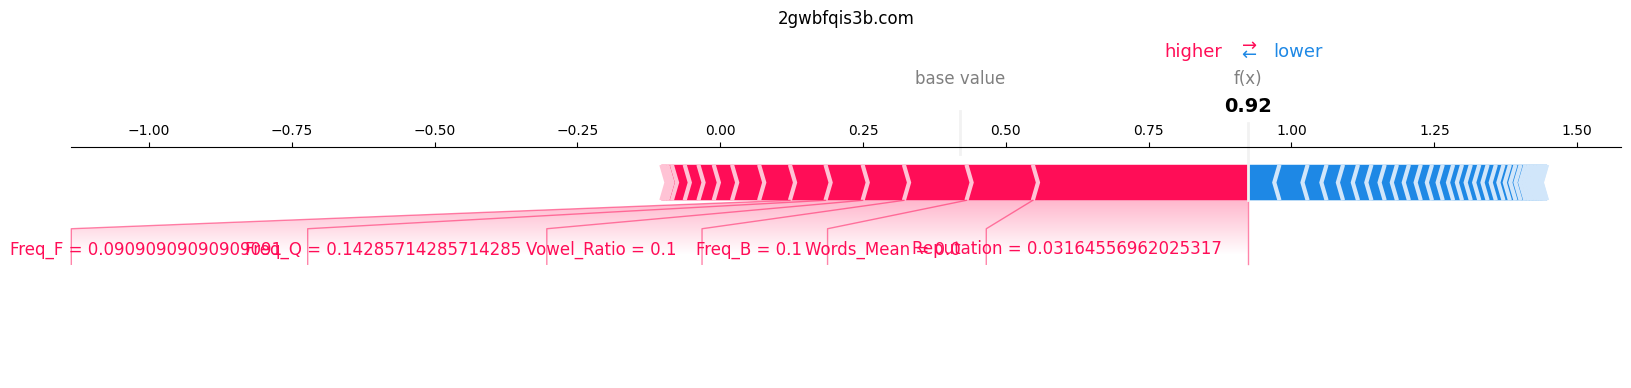 2gwbfqis3b.com
higher ⇄ lower
base value f(x)
0.92
−1.00 −0.75 −0.50 −0.25 0.00 0.25 0.50 0.75 1.00 1.25 1.50
Freq_F = 0.09090909090909091 Freq_Q = 0.14285714285714285 Vowel_Ratio = 0.1 Freq_B = 0.1 Words_Mean = 0.0 Reputation = 0.03164556962025317